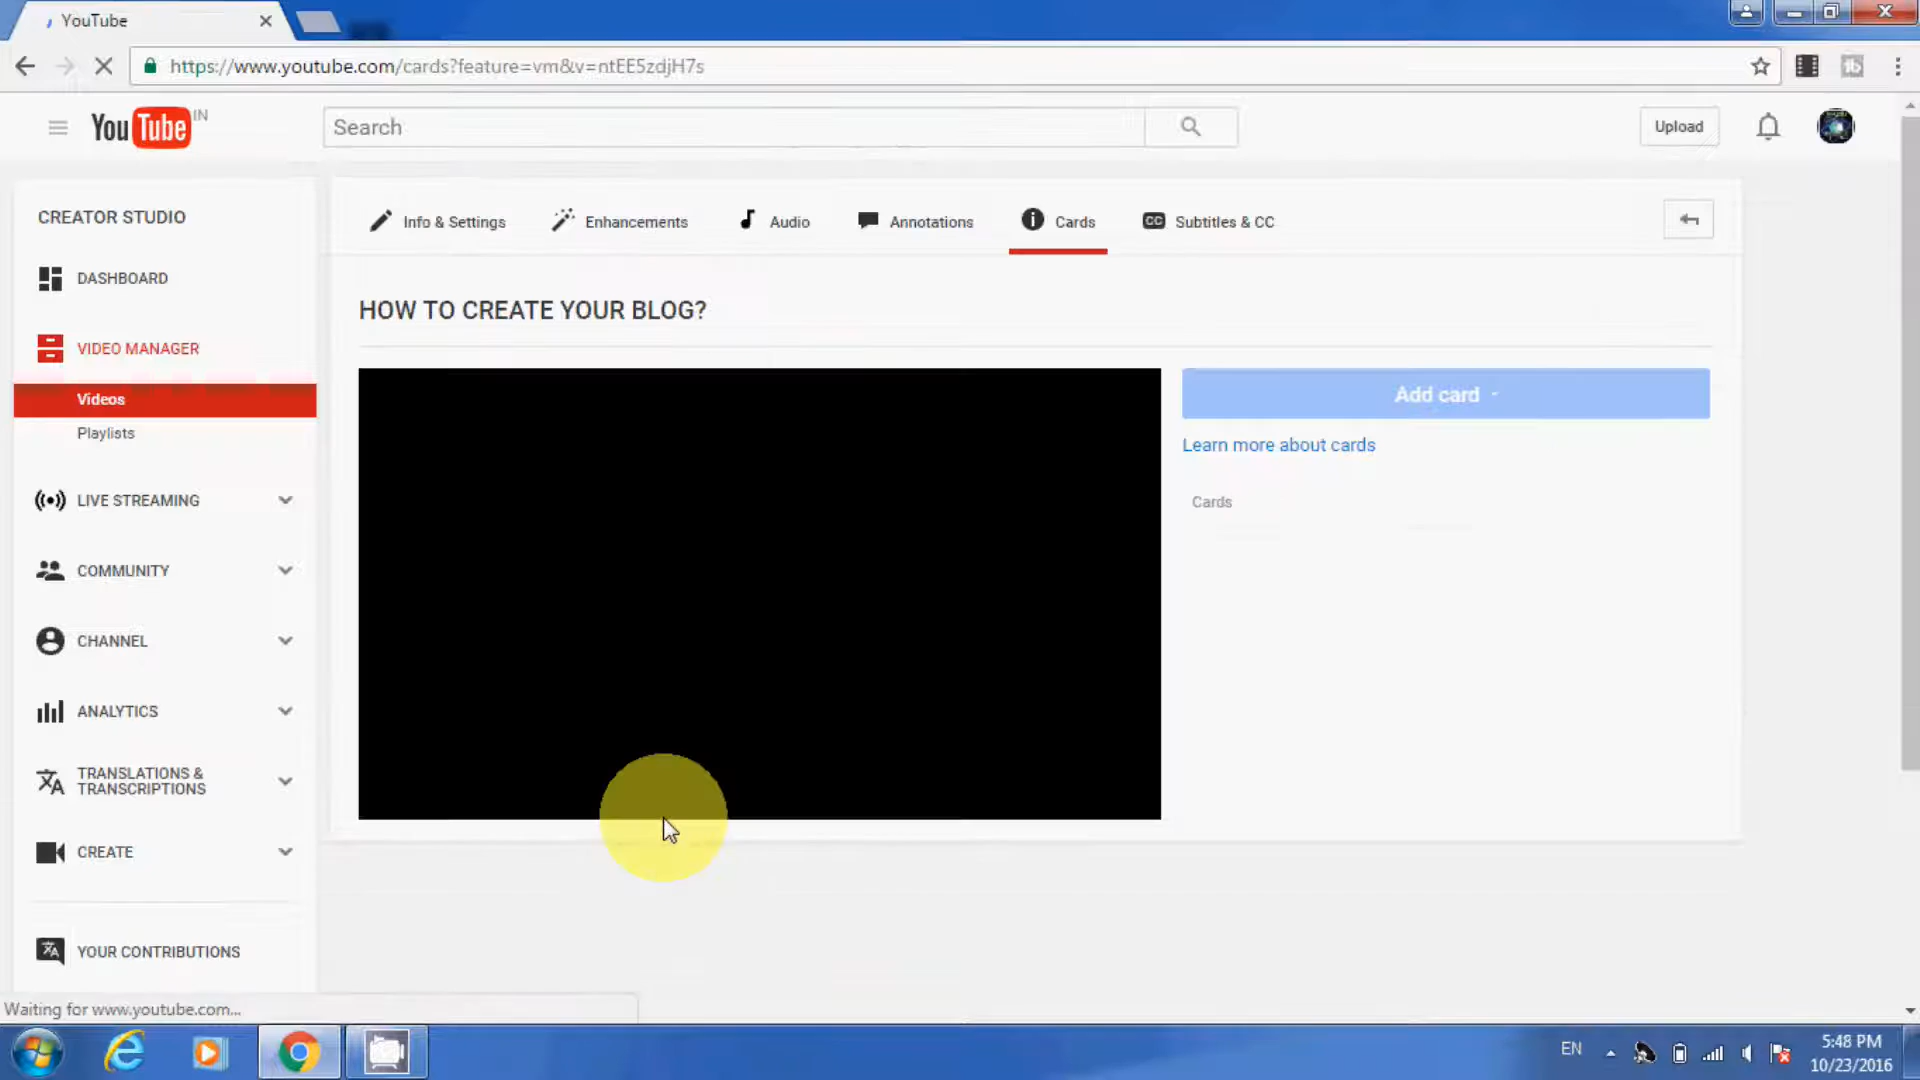 YouTube
https://www.youtube.com/cards?feature=vm&v=ntEE5zdjH7s
YouTube IN
Search
Upload
CREATOR STUDIO
Info & Settings
Enhancements
Audio
Annotations
Cards
CC Subtitles & CC
DASHBOARD
HOW TO CREATE YOUR BLOG?
VIDEO MANAGER
Videos
Playlists
Add card
Learn more about cards
Cards
LIVE STREAMING
COMMUNITY
CHANNEL
ANALYTICS
TRANSLATIONS &
TRANSCRIPTIONS
CREATE
YOUR CONTRIBUTIONS
Waiting for www.youtube.com...
EN
5:48 PM
10/23/2016